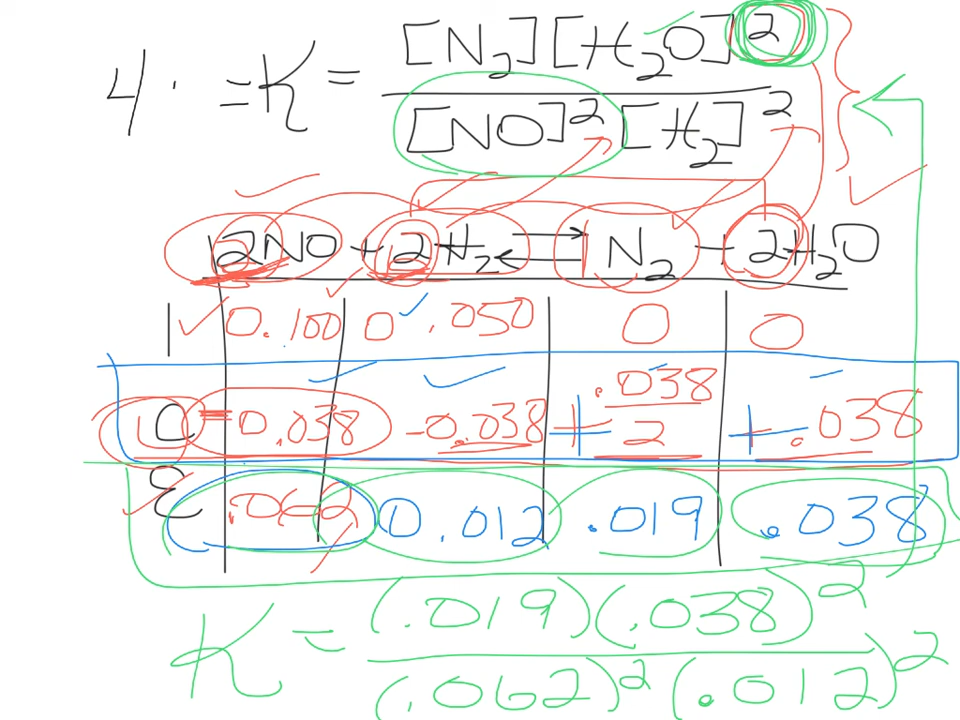 4. = K = [N2][H2O]^2 / [NO]^2 [H2]^2
2NO + 2H2 ⇌ 1 N2 + 2H2O
I 0.100 0.050 0 0
-0.038 -0.038 +.038/2 +.038
E .062 0.012 .019 .038
K = (.019)(.038)^2 / (.062)^2 (.012)^2